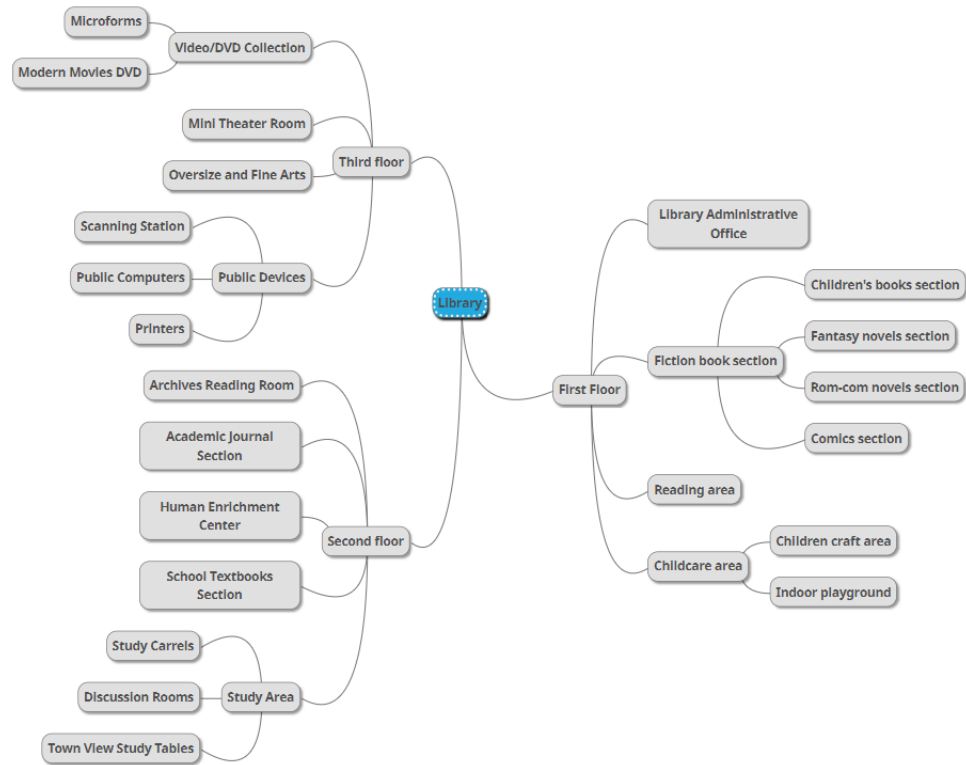 Microforms
Video/DVD Collection
Modern Movies DVD
Mini Theater Room
Third floor
Oversize and Fine Arts
Scanning Station
Public Computers
Public Devices
Printers
Library
Archives Reading Room
Academic Journal
Section
Human Enrichment
Center
Second floor
School Textbooks
Section
Study Carrels
Discussion Rooms
Study Area
Town View Study Tables
First Floor
Library Administrative
Office
Children's books section
Fantasy novels section
Fiction book section
Rom-com novels section
Comics section
Reading area
Children craft area
Childcare area
Indoor playground